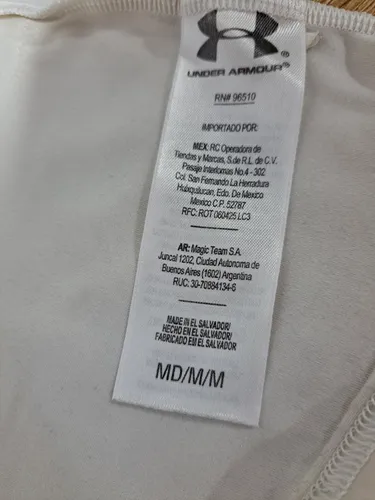 UNDER ARMOUR®
RN# 96510
IMPORTADO POR:
MEX: RC Operadora de
Tiendas y Marcas, S.de R.L. de C.V.
Pasaje Interlomas No.4 - 302
Col. San Fernando La Herradura
Huixquilucan, Edo. De Mexico
Mexico C.P. 52787
RFC: ROT 060425 LC3
AR: Magic Team S.A.
Juncal 1202, Ciudad Autonoma de
Buenos Aires (1602) Argentina
RUC: 30-70884134-6
MADE IN EL SALVADOR/
HECHO EN EL SALVADOR/
FABRICADO EM EL SALVADOR
MD/M/M